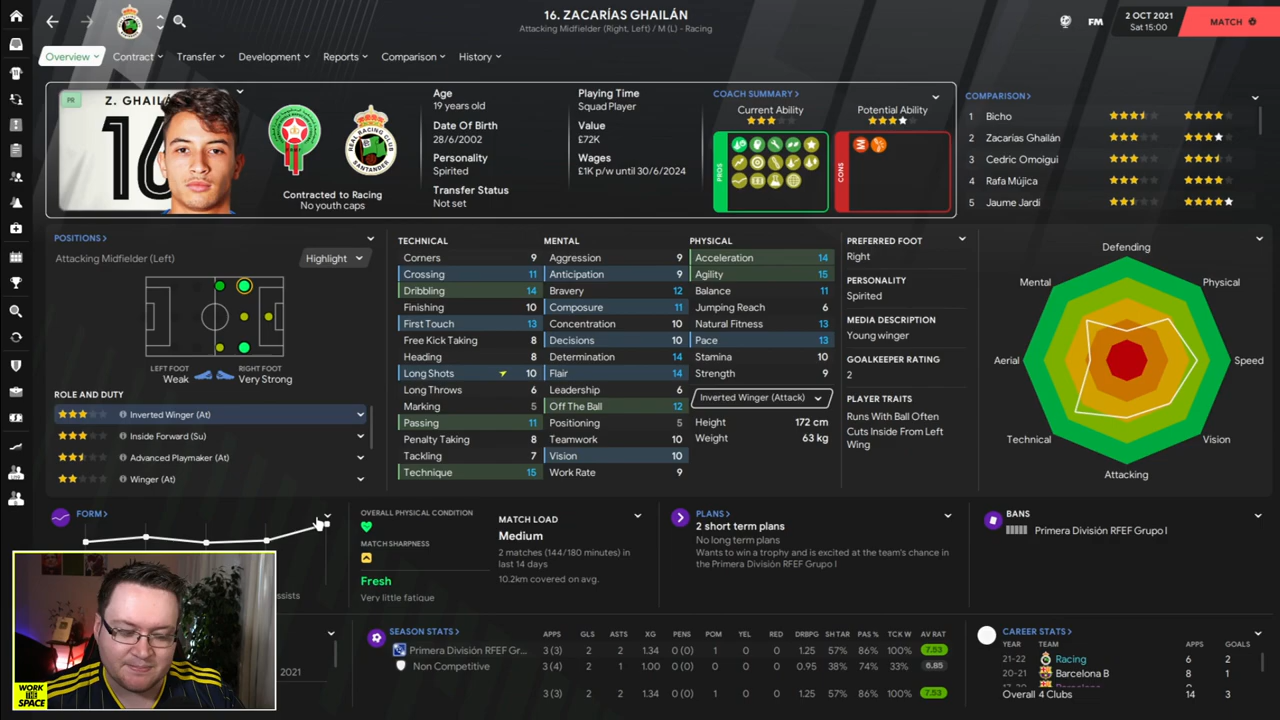 16. ZACARÍAS GHAILÁN
Attacking Midfielder (Right, Left) / M (L) - Racing
FM
2 OCT 2021
Sat 15:00
MATCH
Overview
Contract
Transfer
Development
Reports
Comparison
History
PR
Z. GHAILÁ
16
REAL RACING CLUB
SANTANDER
Contracted to Racing
No youth caps
Age
19 years old
Date Of Birth
28/6/2002
Personality
Spirited
Transfer Status
Not set
Playing Time
Squad Player
Value
£72K
Wages
£1K p/w until 30/6/2024
COACH SUMMARY >
Current Ability
Potential Ability
PROS
CONS
COMPARISON >
1 Bicho
2 Zacarías Ghailán
3 Cedric Omoigui
4 Rafa Mújica
5 Jaume Jardí
POSITIONS >
Attacking Midfielder (Left)
Highlight
LEFT FOOT
Weak
RIGHT FOOT
Very Strong
ROLE AND DUTY
Inverted Winger (At)
Inside Forward (Su)
Advanced Playmaker (At)
Winger (At)
TECHNICAL
Corners 9
Crossing 11
Dribbling 14
Finishing 10
First Touch 13
Free Kick Taking 8
Heading 8
Long Shots 10
Long Throws 6
Marking 5
Passing 11
Penalty Taking 8
Tackling 7
Technique 15
MENTAL
Aggression 9
Anticipation 9
Bravery 12
Composure 11
Concentration 10
Decisions 10
Determination 14
Flair 14
Leadership 6
Off The Ball 12
Positioning 5
Teamwork 10
Vision 10
Work Rate 9
PHYSICAL
Acceleration 14
Agility 15
Balance 11
Jumping Reach 6
Natural Fitness 13
Pace 13
Stamina 10
Strength 9
Inverted Winger (Attack)
Height 172 cm
Weight 63 kg
PREFERRED FOOT
Right
PERSONALITY
Spirited
MEDIA DESCRIPTION
Young winger
GOALKEEPER RATING
2
PLAYER TRAITS
Runs With Ball Often
Cuts Inside From Left
Wing
Defending
Physical
Speed
Vision
Attacking
Technical
Aerial
Mental
FORM >
ssists
2021
WORK
THE
SPACE
OVERALL PHYSICAL CONDITION
MATCH SHARPNESS
Fresh
Very little fatigue
MATCH LOAD
Medium
2 matches (144/180 minutes) in
last 14 days
10.2km covered on avg.
PLANS >
2 short term plans
No long term plans
Wants to win a trophy and is excited at the team's chance in
the Primera División RFEF Grupo I
BANS
Primera División RFEF Grupo I
SEASON STATS >
APPS GLS ASTS XG PENS POM YEL RED DRBPG SH TAR PAS % TCK W AV RAT
Primera División RFEF Gr... 3 (3) 2 2 1.34 0 (0) 1 0 0 1.25 57% 86% 100% 7.53
Non Competitive 3 (4) 2 1 1.00 0 (0) 0 0 0 0.95 38% 74% 33% 6.85
3 (3) 2 2 1.34 0 (0) 1 0 0 1.25 57% 86% 100% 7.53
CAREER STATS >
YEAR TEAM APPS GOALS
21-22 Racing 6 2
20-21 Barcelona B 8 1
Overall 4 Clubs 14 3